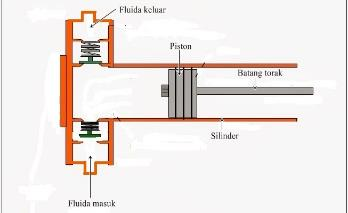 Fluida keluar
Piston
Batang torak
Silinder
Fluida masuk